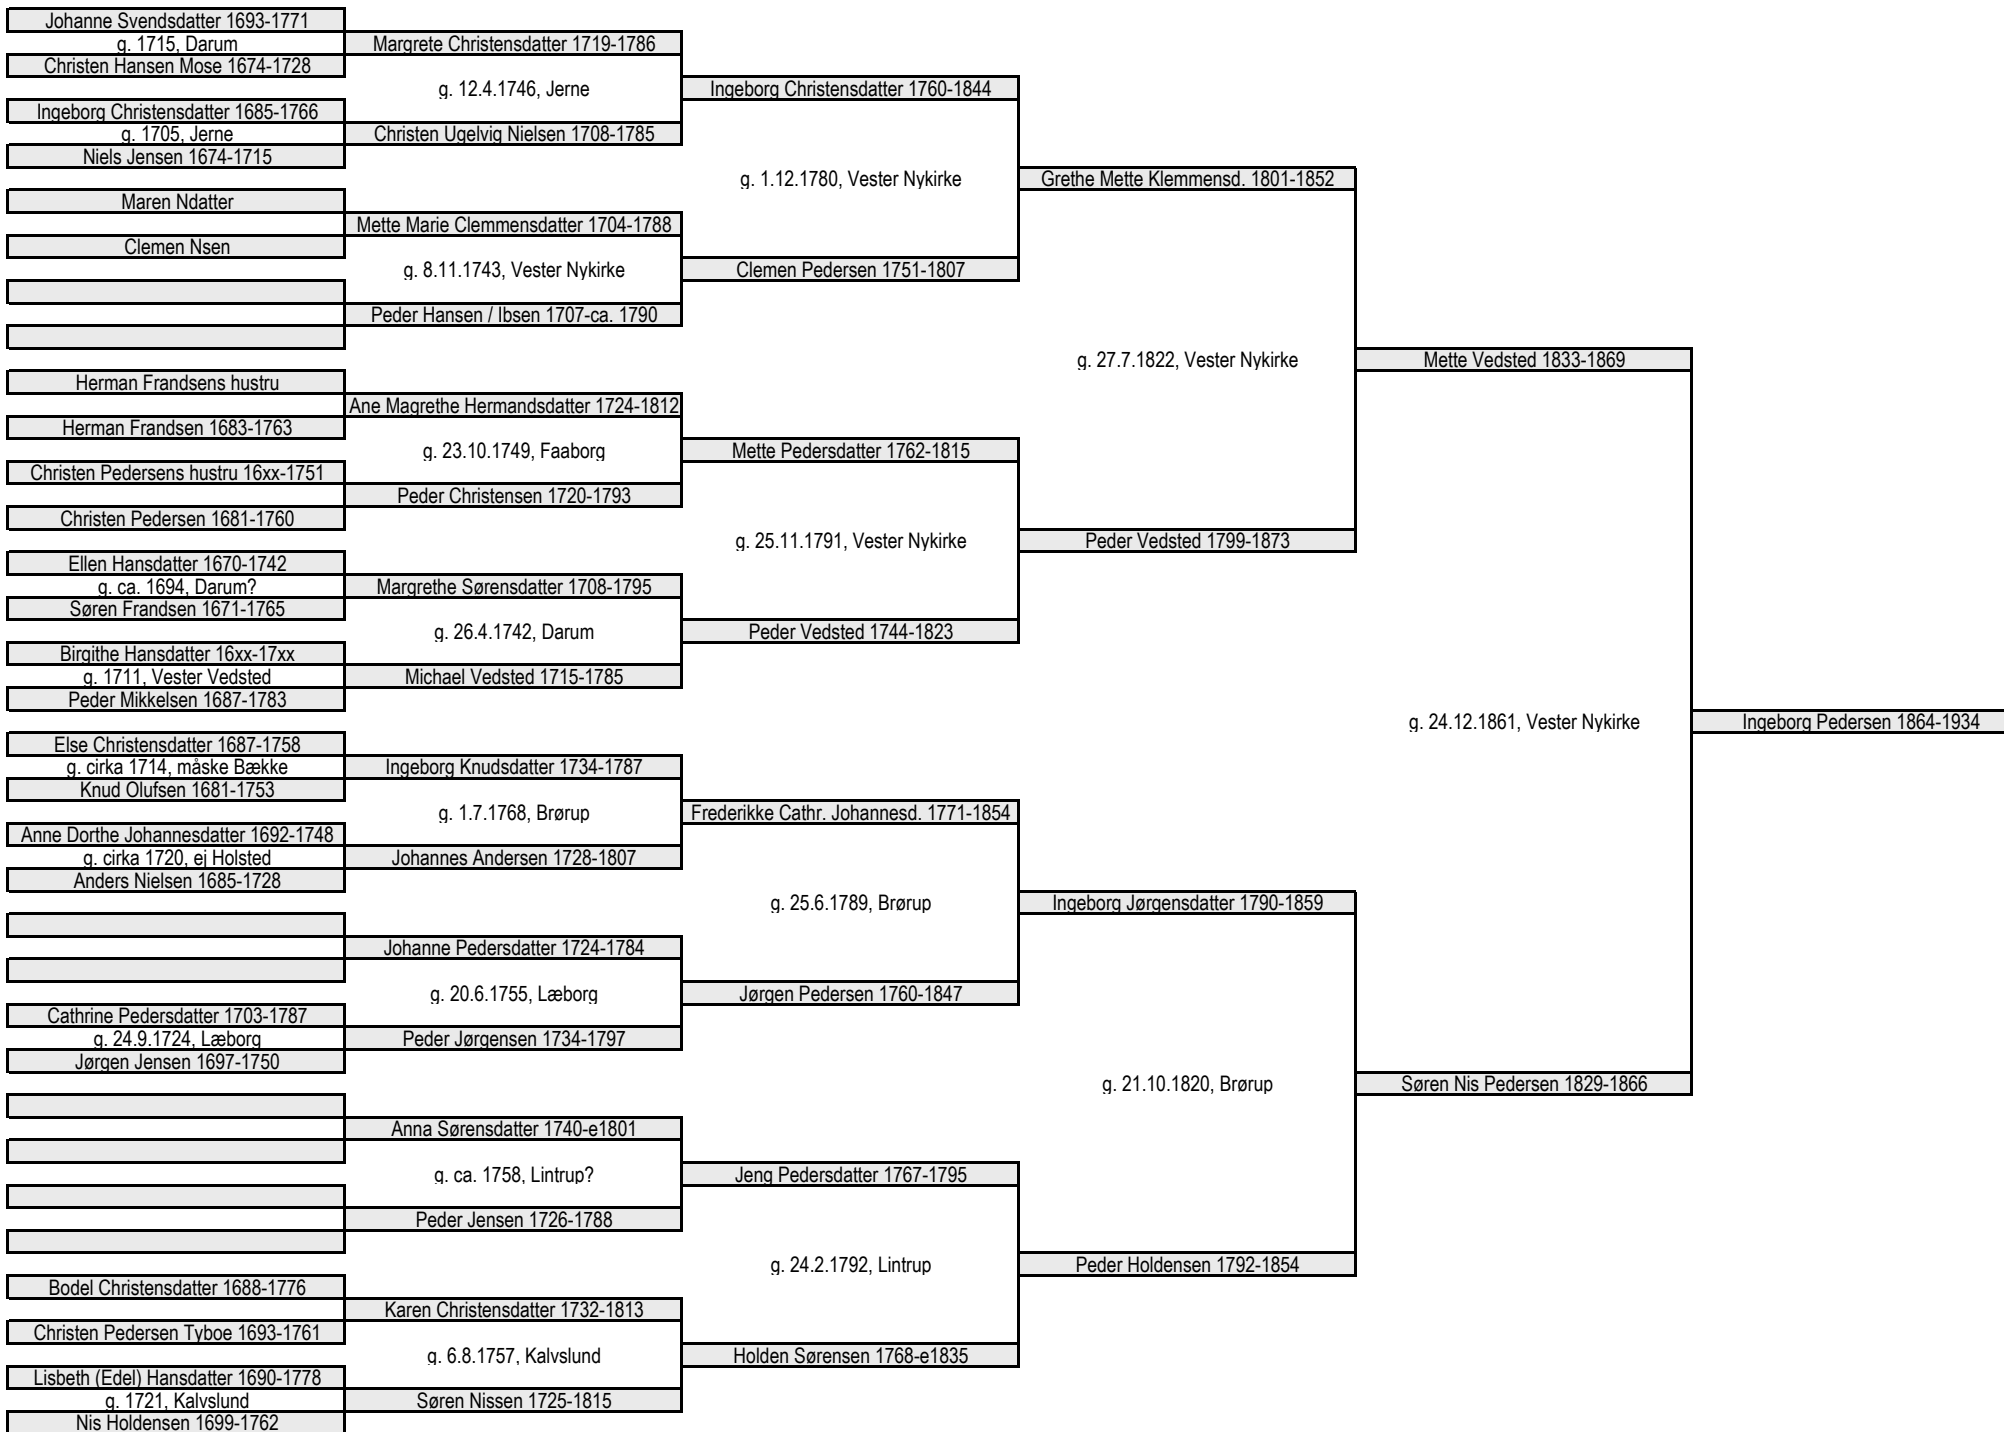 Johanne Svendsdatter 1693-1771
g. 1715, Darum
Christen Hansen Mose 1674-1728
Ingeborg Christensdatter 1685-1766
g. 1705, Jerne
Niels Jensen 1674-1715
Maren Ndatter
Clemen Nsen
Herman Frandsens hustru
Herman Frandsen 1683-1763
Christen Pedersens hustru 16xx-1751
Christen Pedersen 1681-1760
Ellen Hansdatter 1670-1742
g. ca. 1694, Darum?
Søren Frandsen 1671-1765
Birgithe Hansdatter 16xx-17xx
g. 1711, Vester Vedsted
Peder Mikkelsen 1687-1783
Else Christensdatter 1687-1758
g. cirka 1714, måske Bække
Knud Olufsen 1681-1753
Anne Dorthe Johannesdatter 1692-1748
g. cirka 1720, ej Holsted
Anders Nielsen 1685-1728
Cathrine Pedersdatter 1703-1787
g. 24.9.1724, Læborg
Jørgen Jensen 1697-1750
Bodel Christensdatter 1688-1776
Christen Pedersen Tyboe 1693-1761
Lisbeth (Edel) Hansdatter 1690-1778
g. 1721, Kalvslund
Nis Holdensen 1699-1762
Margrete Christensdatter 1719-1786
g. 12.4.1746, Jerne
Christen Ugelvig Nielsen 1708-1785
Mette Marie Clemmensdatter 1704-1788
g. 8.11.1743, Vester Nykirke
Peder Hansen / Ibsen 1707-ca. 1790
Ane Magrethe Hermandsdatter 1724-1812
g. 23.10.1749, Faaborg
Peder Christensen 1720-1793
Margrethe Sørensdatter 1708-1795
g. 26.4.1742, Darum
Michael Vedsted 1715-1785
Ingeborg Knudsdatter 1734-1787
g. 1.7.1768, Brørup
Johannes Andersen 1728-1807
Johanne Pedersdatter 1724-1784
g. 20.6.1755, Læborg
Peder Jørgensen 1734-1797
Anna Sørensdatter 1740-e1801
g. ca. 1758, Lintrup?
Peder Jensen 1726-1788
Karen Christensdatter 1732-1813
g. 6.8.1757, Kalvslund
Søren Nissen 1725-1815
Ingeborg Christensdatter 1760-1844
g. 1.12.1780, Vester Nykirke
Clemen Pedersen 1751-1807
Mette Pedersdatter 1762-1815
g. 25.11.1791, Vester Nykirke
Peder Vedsted 1744-1823
Frederikke Cathr. Johannesd. 1771-1854
g. 25.6.1789, Brørup
Jørgen Pedersen 1760-1847
Jeng Pedersdatter 1767-1795
g. 24.2.1792, Lintrup
Holden Sørensen 1768-e1835
Grethe Mette Klemmensd. 1801-1852
g. 27.7.1822, Vester Nykirke
Peder Vedsted 1799-1873
Ingeborg Jørgensdatter 1790-1859
g. 21.10.1820, Brørup
Peder Holdensen 1792-1854
Mette Vedsted 1833-1869
g. 24.12.1861, Vester Nykirke
Søren Nis Pedersen 1829-1866
Ingeborg Pedersen 1864-1934